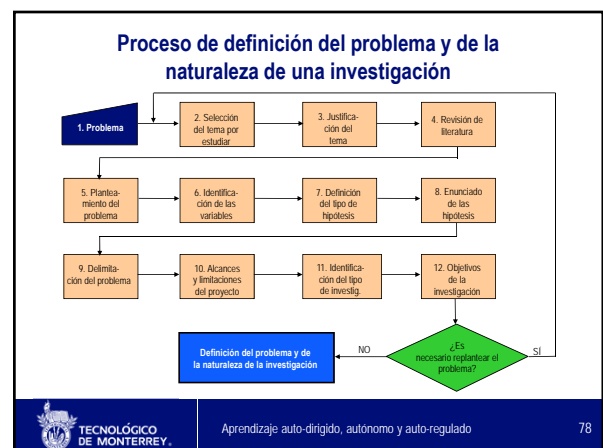 Proceso de definición del problema y de la
naturaleza de una investigación
1. Problema
2. Selección
del tema por
estudiar
3. Justifica-
ción del
tema
4. Revisión de
literatura
5. Plantea-
miento del
problema
6. Identifica-
ción de las
variables
7. Definición
del tipo de
hipótesis
8. Enunciado
de las
hipótesis
9. Delimita-
ción del problema
10. Alcances
y limitaciones
del proyecto
11. Identifica-
ción del tipo
de investig.
12. Objetivos
de la
investigación
Definición del problema y de
la naturaleza de la investigación
NO
¿Es
necesario replantear el
problema?
SÍ
TECNOLÓGICO
DE MONTERREY.
Aprendizaje auto-dirigido, autónomo y auto-regulado
78